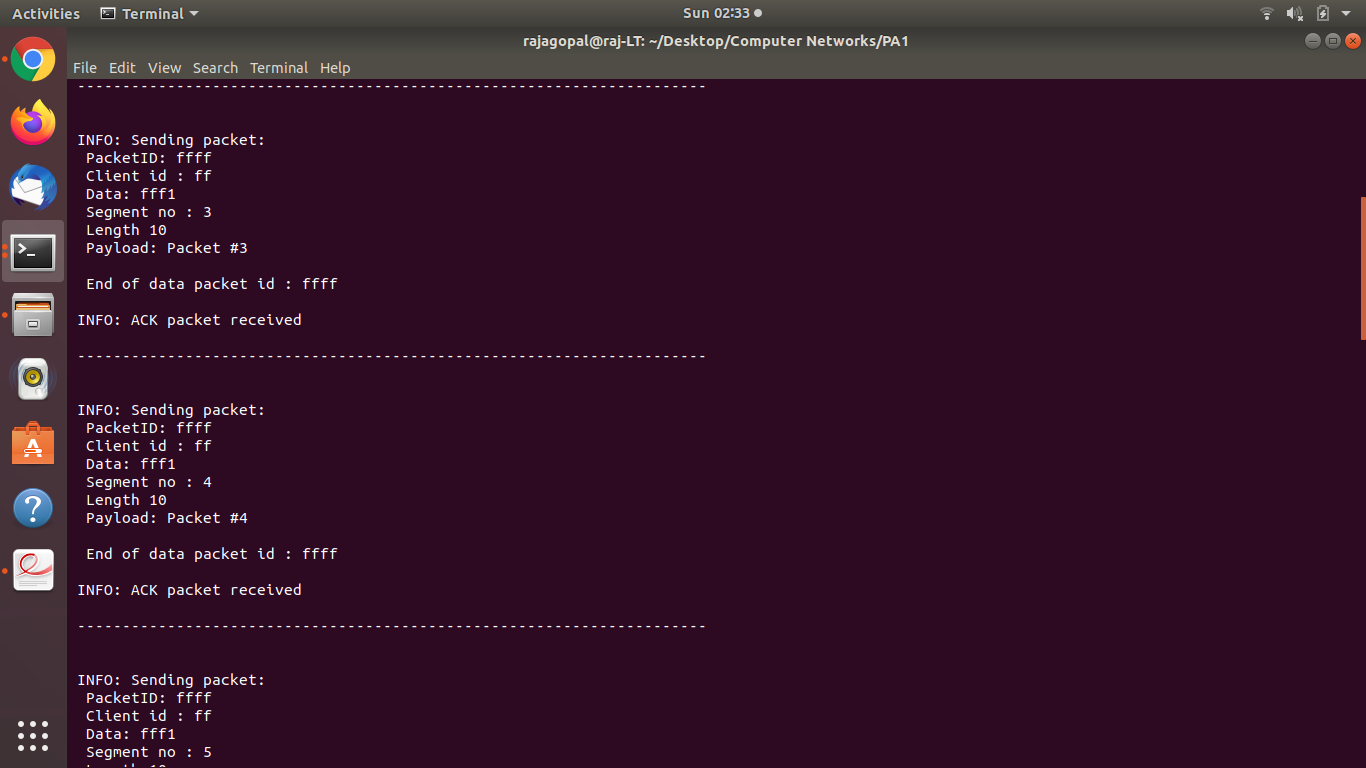 Activities Terminal Sun 02:33
rajagopal@raj-LT: ~/Desktop/Computer Networks/PA1
File Edit View Search Terminal Help
----------------------------------------------------------------------
INFO: Sending packet:
PacketID: ffff
Client id : ff
Data: fff1
Segment no : 3
Length 10
Payload: Packet #3
End of data packet id : ffff
INFO: ACK packet received
----------------------------------------------------------------------
INFO: Sending packet:
PacketID: ffff
Client id : ff
Data: fff1
Segment no : 4
Length 10
Payload: Packet #4
End of data packet id : ffff
INFO: ACK packet received
----------------------------------------------------------------------
INFO: Sending packet:
PacketID: ffff
Client id : ff
Data: fff1
Segment no : 5